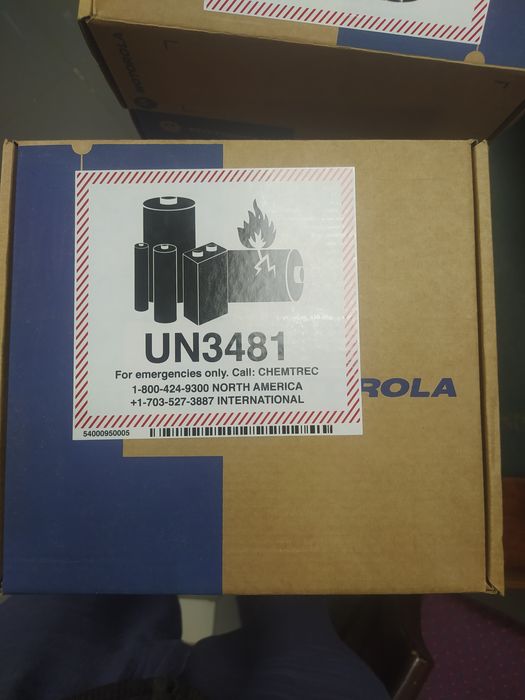 MOTOROLA
UN3481
For emergencies only. Call: CHEMTREC
1-800-424-9300 NORTH AMERICA
+1-703-527-3887 INTERNATIONAL
ROLA
54000950005